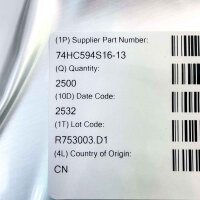 (1P) Supplier Part Number:
74HC594S16-13
(Q) Quantity:
2500
(10D) Date Code:
2532
(1T) Lot Code:
R753003.D1
(4L) Country of Origin:
CN